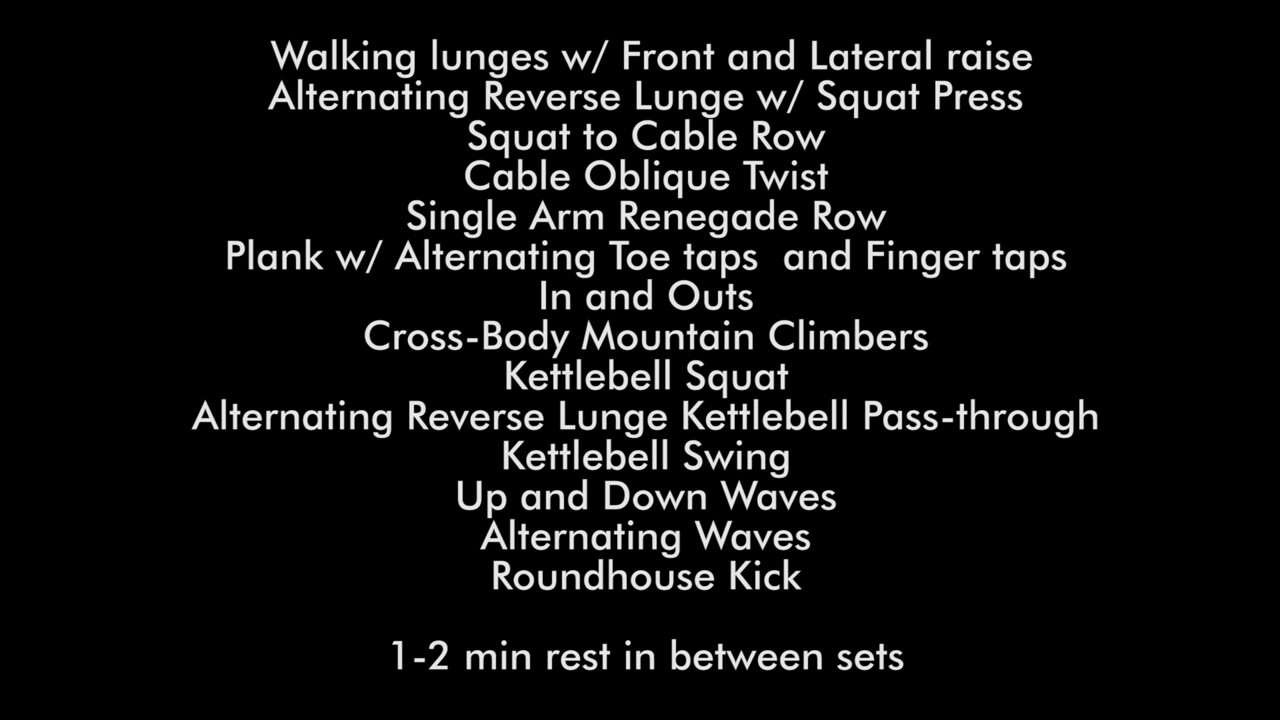 Walking lunges w/ Front and Lateral raise
Alternating Reverse Lunge w/ Squat Press
Squat to Cable Row
Cable Oblique Twist
Single Arm Renegade Row
Plank w/ Alternating Toe taps  and Finger taps
In and Outs
Cross-Body Mountain Climbers
Kettlebell Squat
Alternating Reverse Lunge Kettlebell Pass-through
Kettlebell Swing
Up and Down Waves
Alternating Waves
Roundhouse Kick
1-2 min rest in between sets